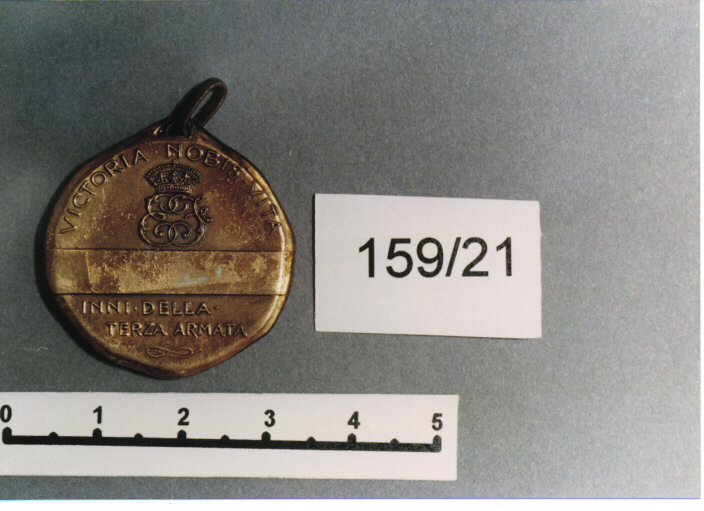 VICTORIA · NOBIS · VITA
INNI · DELLA ·
TERZA ARMATA
159/21
0 1 2 3 4 5